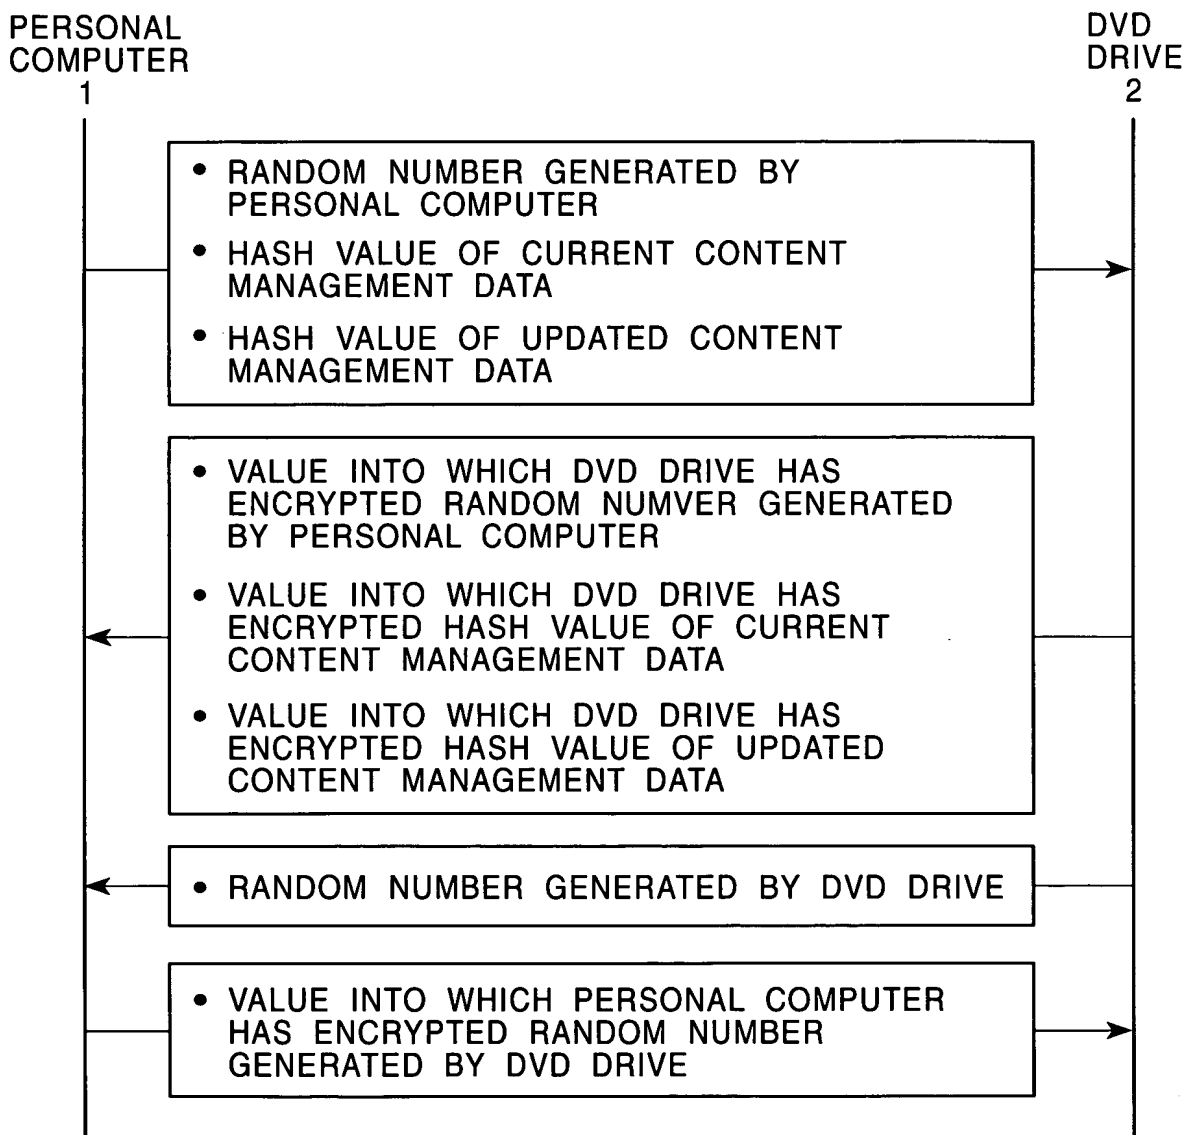 PERSONAL
COMPUTER
1
DVD
DRIVE
2
• RANDOM NUMBER GENERATED BY
PERSONAL COMPUTER
• HASH VALUE OF CURRENT CONTENT
MANAGEMENT DATA
• HASH VALUE OF UPDATED CONTENT
MANAGEMENT DATA
• VALUE INTO WHICH DVD DRIVE HAS
ENCRYPTED RANDOM NUMVER GENERATED
BY PERSONAL COMPUTER
• VALUE INTO WHICH DVD DRIVE HAS
ENCRYPTED HASH VALUE OF CURRENT
CONTENT MANAGEMENT DATA
• VALUE INTO WHICH DVD DRIVE HAS
ENCRYPTED HASH VALUE OF UPDATED
CONTENT MANAGEMENT DATA
• RANDOM NUMBER GENERATED BY DVD DRIVE
• VALUE INTO WHICH PERSONAL COMPUTER
HAS ENCRYPTED RANDOM NUMBER
GENERATED BY DVD DRIVE